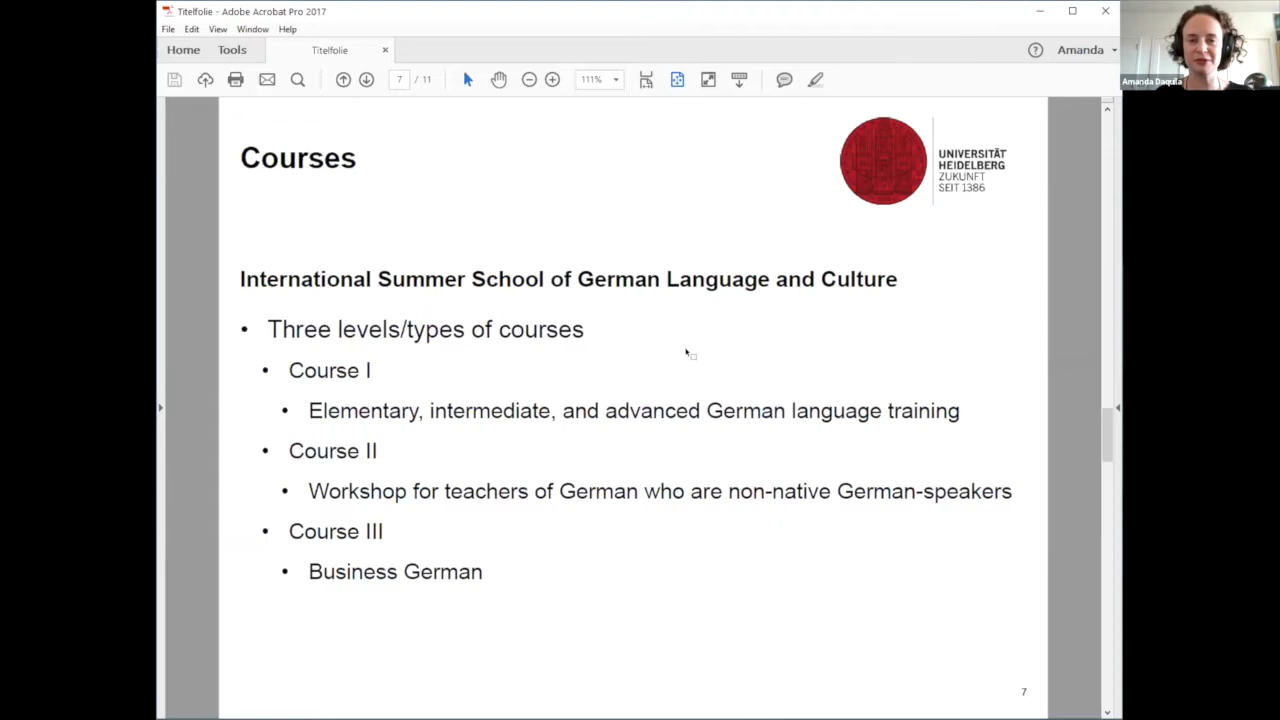 Titelfolie - Adobe Acrobat Pro 2017
File Edit View Window Help
Home Tools Titelfolie × ? Amanda
7 / 11 111%
Amanda Daquila
Courses
UNIVERSITÄT
HEIDELBERG
ZUKUNFT
SEIT 1386
International Summer School of German Language and Culture
• Three levels/types of courses
• Course I
• Elementary, intermediate, and advanced German language training
• Course II
• Workshop for teachers of German who are non-native German-speakers
• Course III
• Business German
7